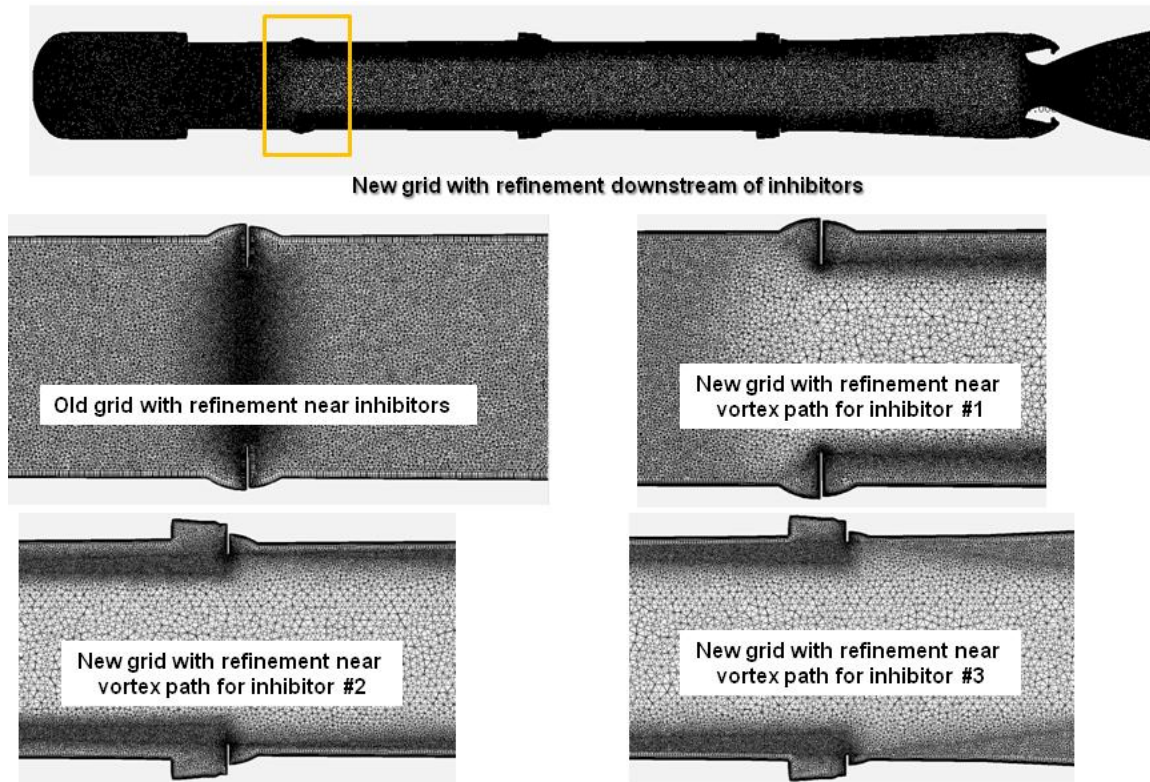 New grid with refinement downstream of inhibitors
Old grid with refinement near inhibitors
New grid with refinement near
vortex path for inhibitor #1
New grid with refinement near
vortex path for inhibitor #2
New grid with refinement near
vortex path for inhibitor #3